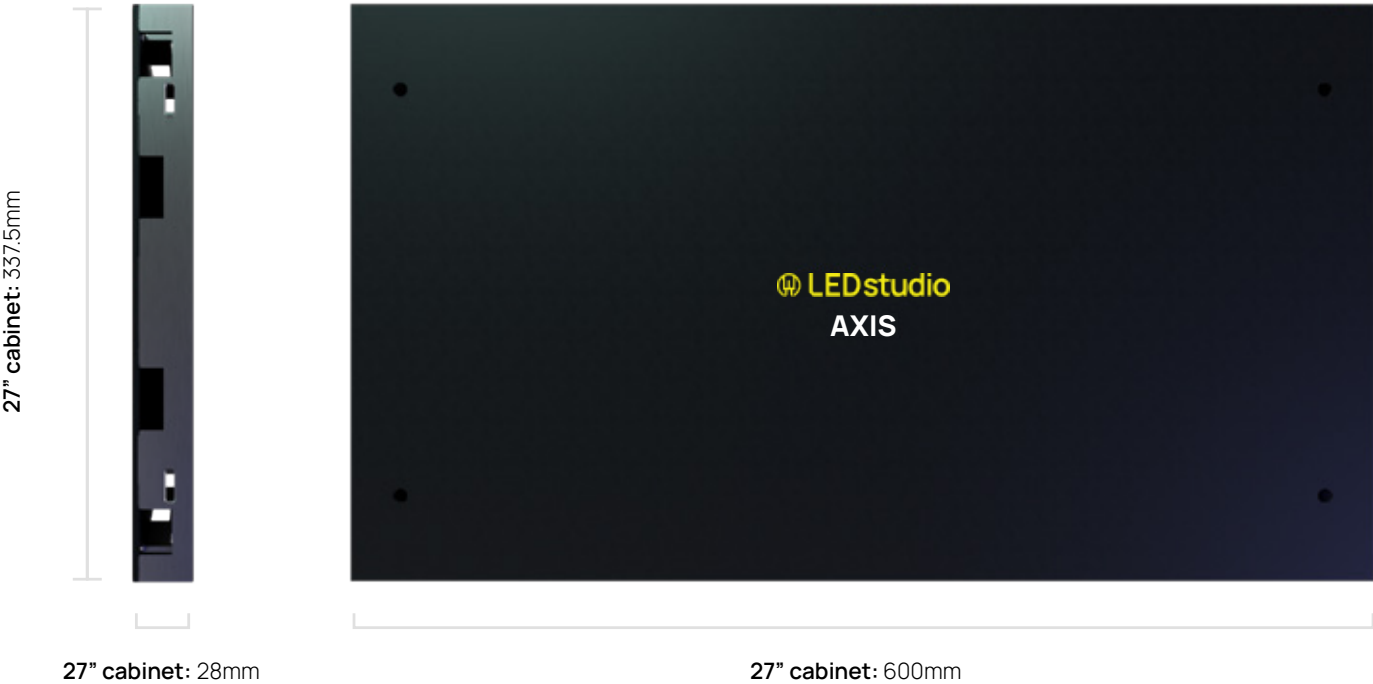 27” cabinet: 337.5mm
LEDstudio
AXIS
27” cabinet: 28mm
27” cabinet: 600mm